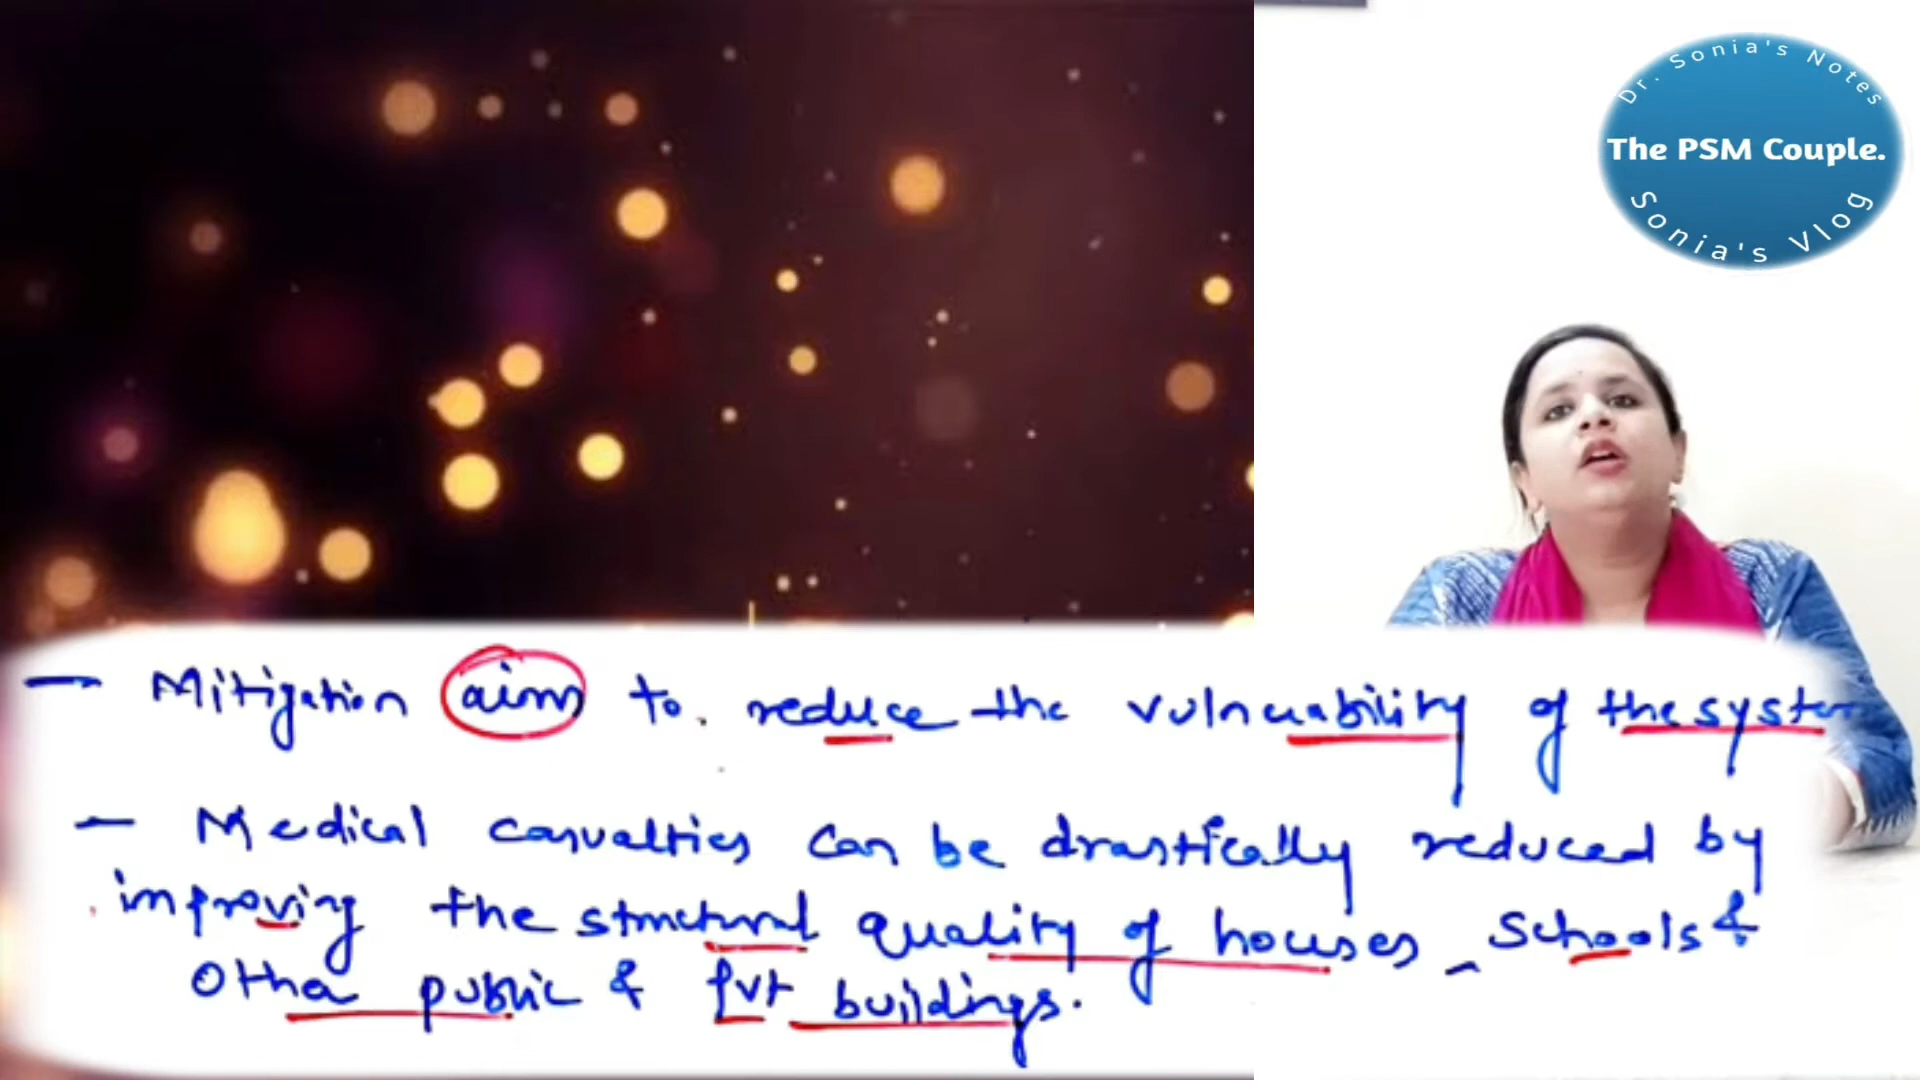 Dr. Sonia's Notes
The PSM Couple.
Sonia's Vlog
- Mitigation aim to reduce the vulnerability of the system
- Medical casualties can be drastically reduced by
improving the structural quality of houses, schools &
Other public & Pvt buildings.